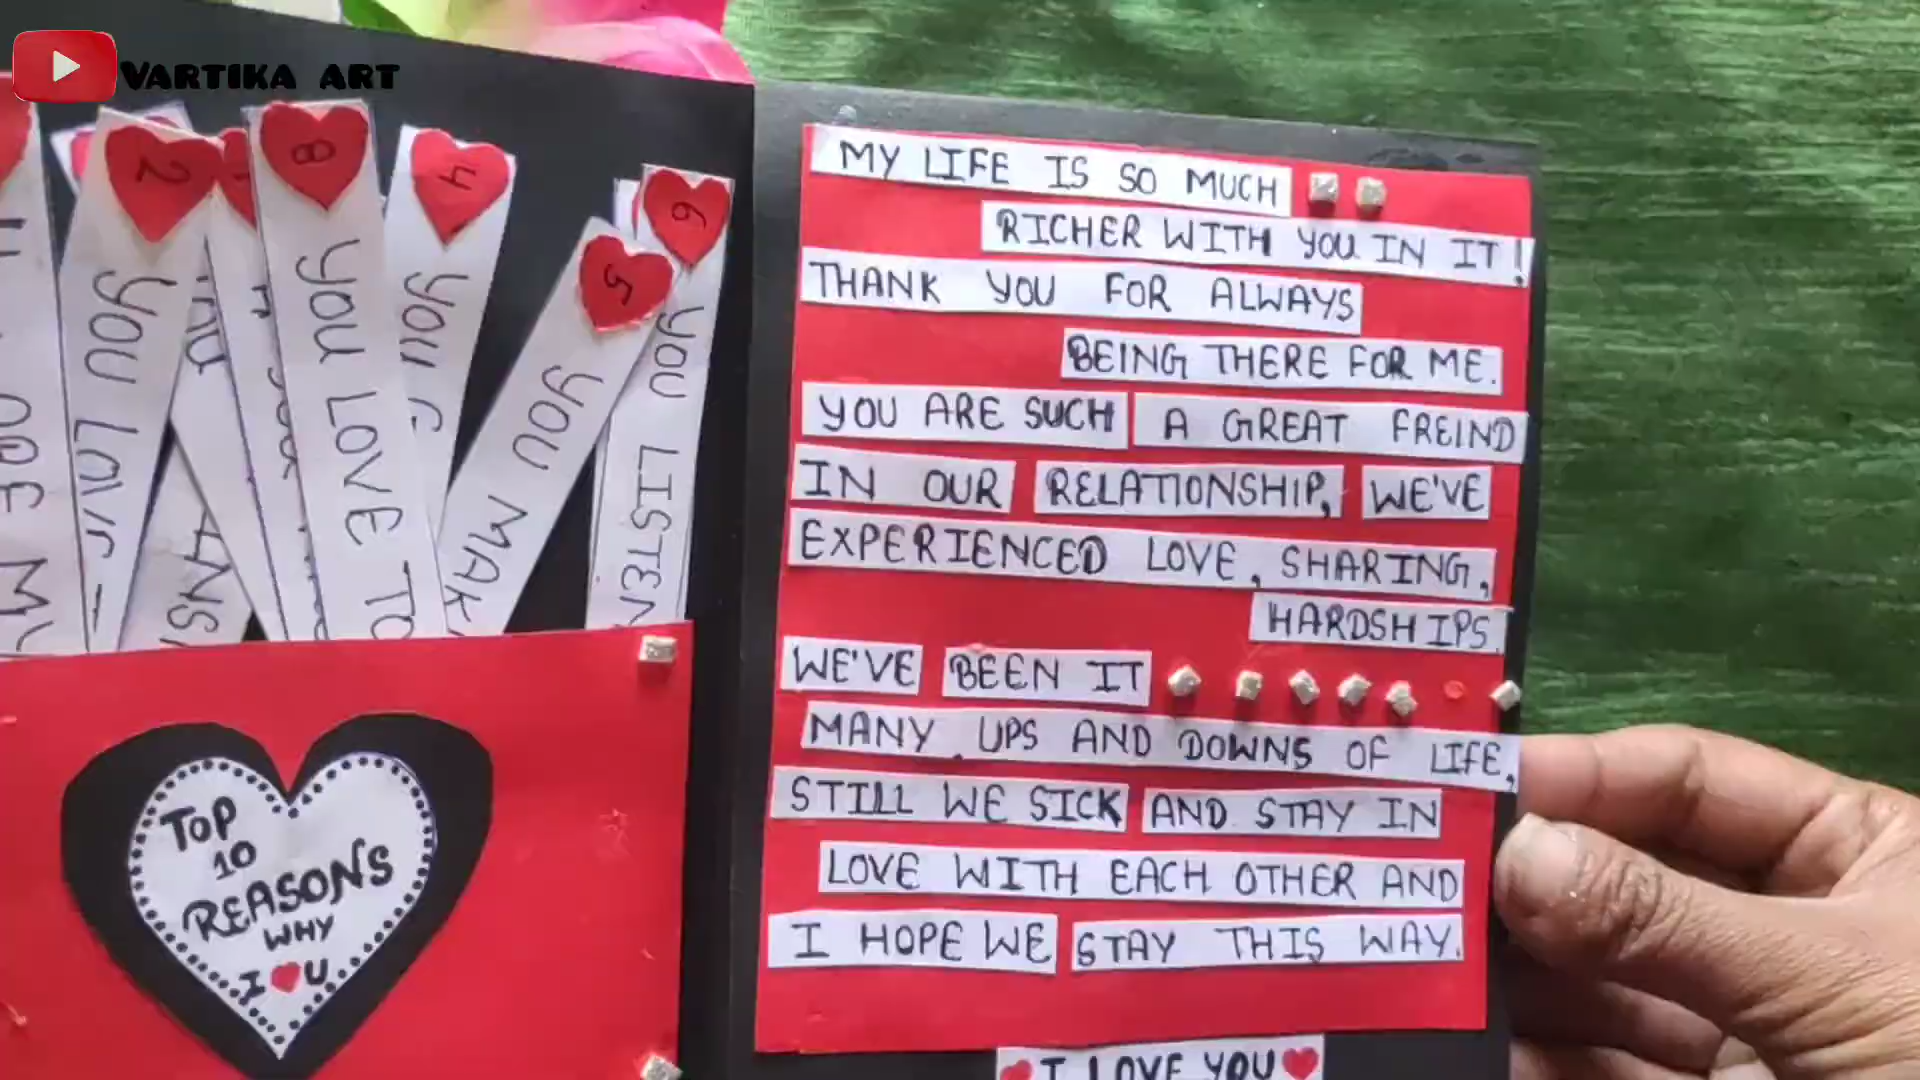 VARTIKA ART
2
YOU LOVE
8
YOU LOVE TO
4
YOU
5
YOU MAK
6
YOU LISTEN
TOP
10
REASONS
WHY
I ❤ U
MY LIFE IS SO MUCH
RICHER WITH YOU IN IT!
THANK YOU FOR ALWAYS
BEING THERE FOR ME.
YOU ARE SUCH A GREAT FREIND
IN OUR RELATIONSHIP, WE'VE
EXPERIENCED LOVE, SHARING,
HARDSHIPS.
WE'VE BEEN IT
MANY UPS AND DOWNS OF LIFE,
STILL WE SICK AND STAY IN
LOVE WITH EACH OTHER AND
I HOPE WE STAY THIS WAY.
❤ I LOVE YOU ❤